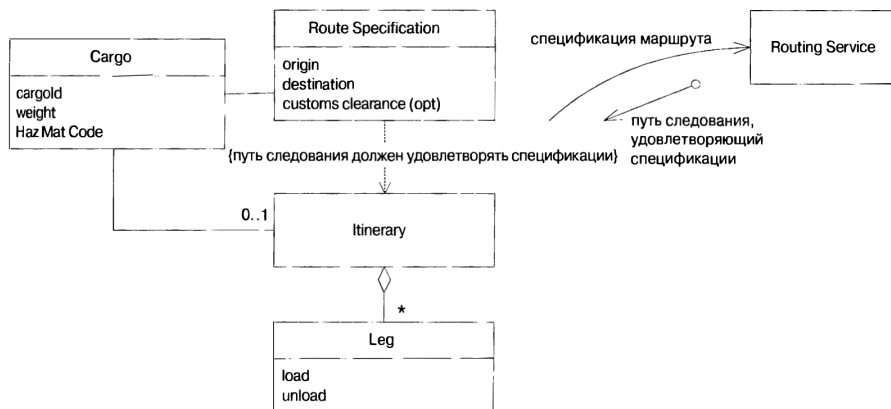 Route Specification
origin
destination
customs clearance (opt)
Cargo
cargold
weight
Haz Mat Code
спецификация маршрута
Routing Service
путь следования,
удовлетворяющий
спецификации
{путь следования должен удовлетворять спецификации}
0..1
Itinerary
*
Leg
load
unload